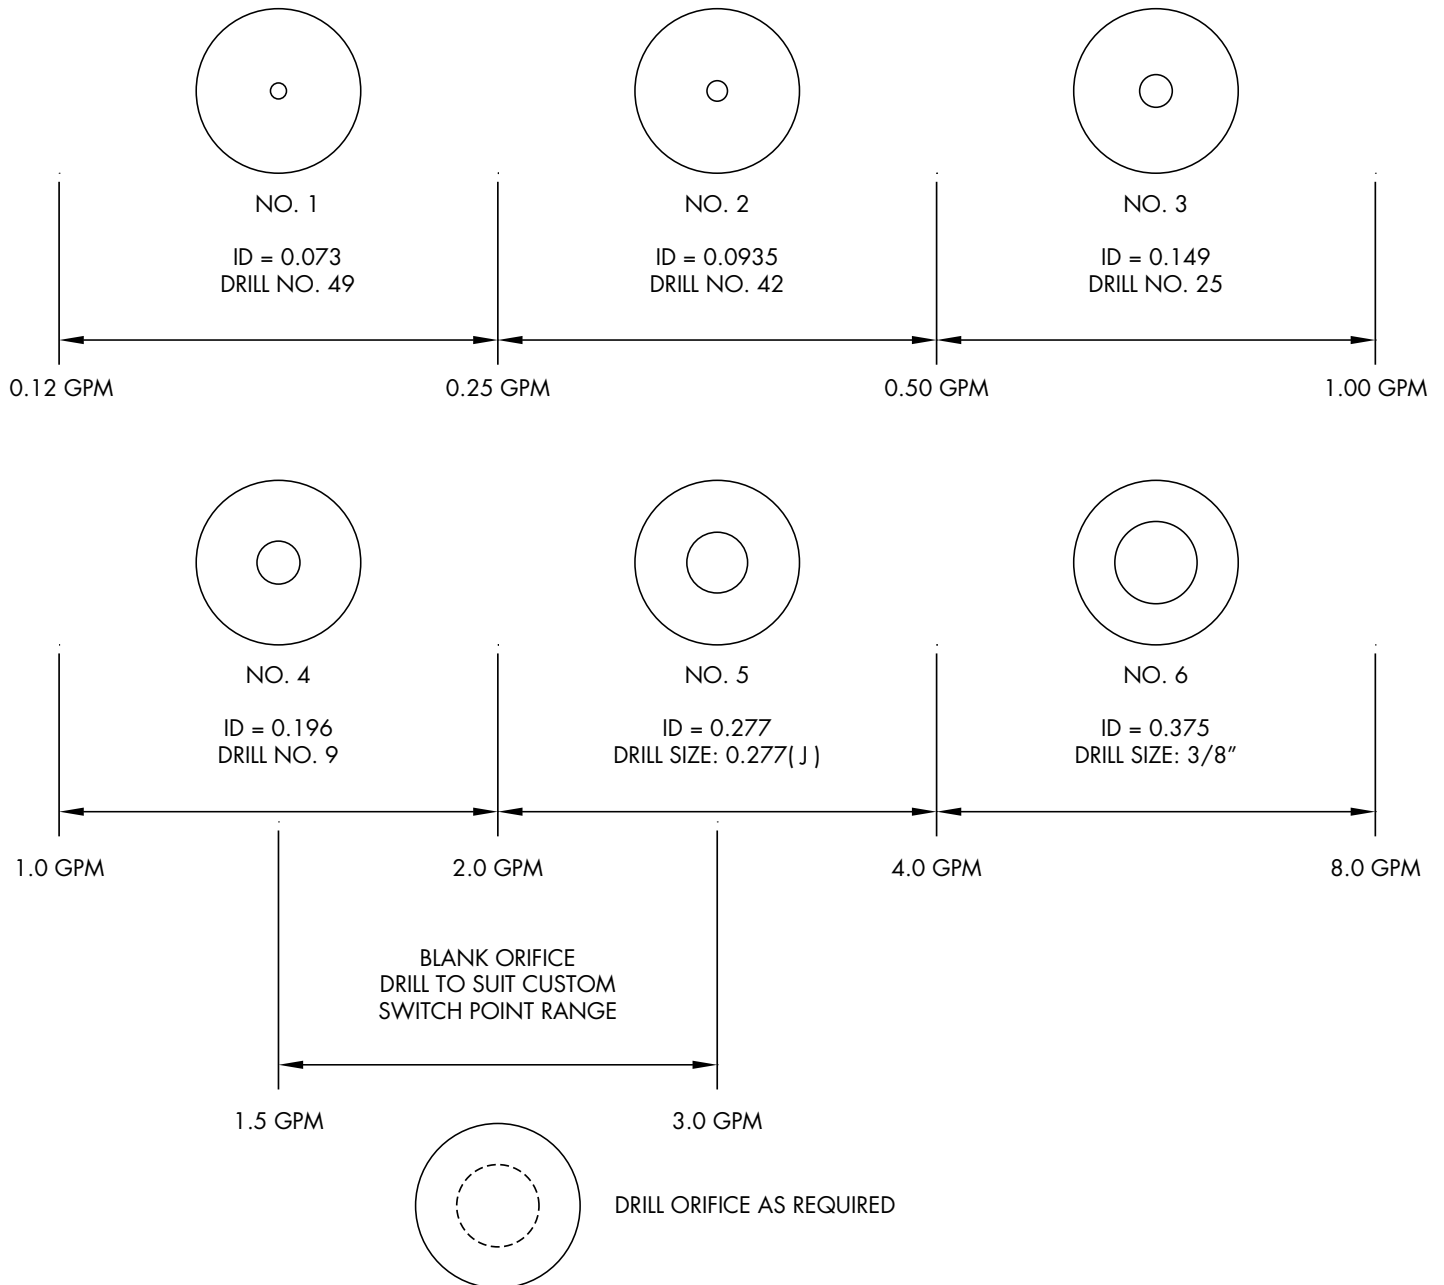 NO. 1
ID = 0.073
DRILL NO. 49
NO. 2
ID = 0.0935
DRILL NO. 42
NO. 3
ID = 0.149
DRILL NO. 25
0.12 GPM
0.25 GPM
0.50 GPM
1.00 GPM
NO. 4
ID = 0.196
DRILL NO. 9
NO. 5
ID = 0.277
DRILL SIZE: 0.277( J )
NO. 6
ID = 0.375
DRILL SIZE: 3/8”
1.0 GPM
2.0 GPM
4.0 GPM
8.0 GPM
BLANK ORIFICE
DRILL TO SUIT CUSTOM
SWITCH POINT RANGE
1.5 GPM
3.0 GPM
DRILL ORIFICE AS REQUIRED